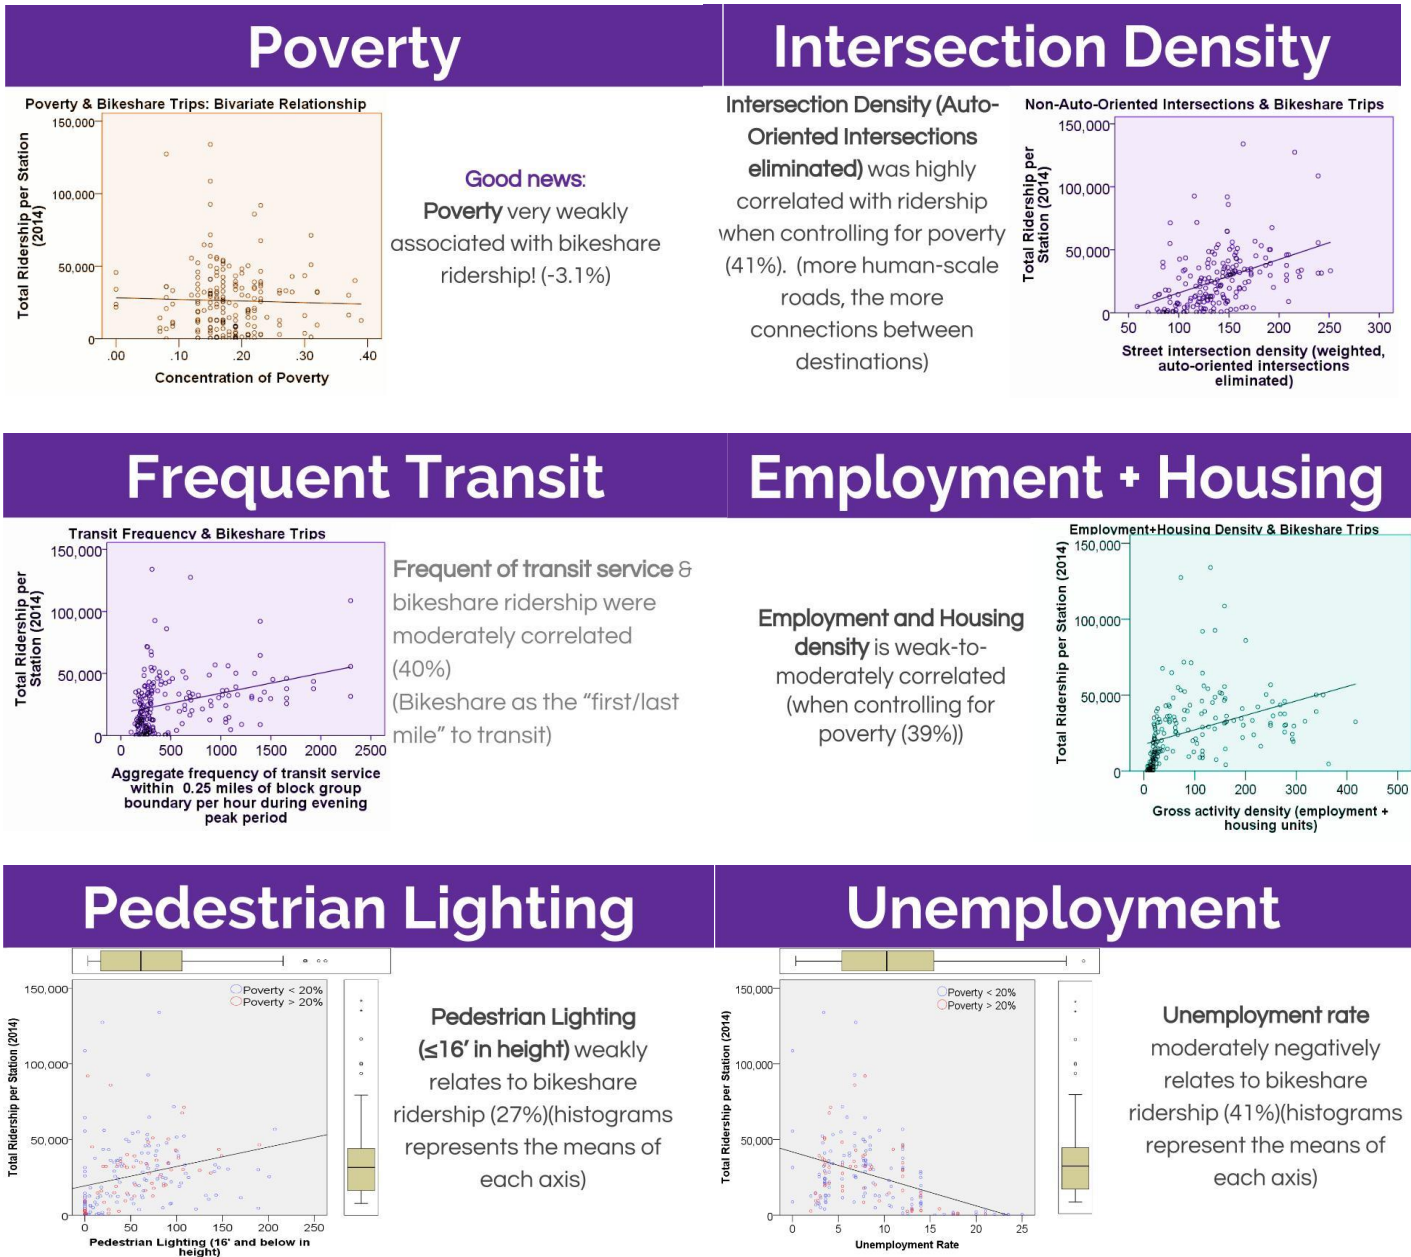 Poverty
Poverty & Bikeshare Trips: Bivariate Relationship
Total Ridership per Station
(2014)
150,000
100,000
50,000
0
.00 .10 .20 .30 .40
Concentration of Poverty
Good news:
Poverty very weakly
associated with bikeshare
ridership! (-3.1%)
Intersection Density
Intersection Density (Auto-
Oriented Intersections
eliminated) was highly
correlated with ridership
when controlling for poverty
(41%). (more human-scale
roads, the more
connections between
destinations)
Non-Auto-Oriented Intersections & Bikeshare Trips
Total Ridership per
Station (2014)
150,000
100,000
50,000
0
50 100 150 200 250 300
Street intersection density (weighted,
auto-oriented intersections
eliminated)
Frequent Transit
Transit Frequency & Bikeshare Trips
Total Ridership per
Station (2014)
150,000
100,000
50,000
0
0 500 1000 1500 2000 2500
Aggregate frequency of transit service
within 0.25 miles of block group
boundary per hour during evening
peak period
Frequent of transit service &
bikeshare ridership were
moderately correlated
(40%)
(Bikeshare as the “first/last
mile” to transit)
Employment + Housing
Employment and Housing
density is weak-to-
moderately correlated
(when controlling for
poverty (39%))
Employment+Housing Density & Bikeshare Trips
Total Ridership per Station (2014)
150,000
100,000
50,000
0
0 100 200 300 400 500
Gross activity density (employment +
housing units)
Pedestrian Lighting
Poverty < 20%
Poverty > 20%
Total Ridership per Station (2014)
150,000
100,000
50,000
0
0 50 100 150 200 250
Pedestrian Lighting (16' and below in
height)
Pedestrian Lighting
(≤16’ in height) weakly
relates to bikeshare
ridership (27%)(histograms
represents the means of
each axis)
Unemployment
Poverty < 20%
Poverty > 20%
Total Ridership per Station (2014)
150,000
100,000
50,000
0
0 5 10 15 20 25
Unemployment Rate
Unemployment rate
moderately negatively
relates to bikeshare
ridership (41%)(histograms
represent the means of
each axis)